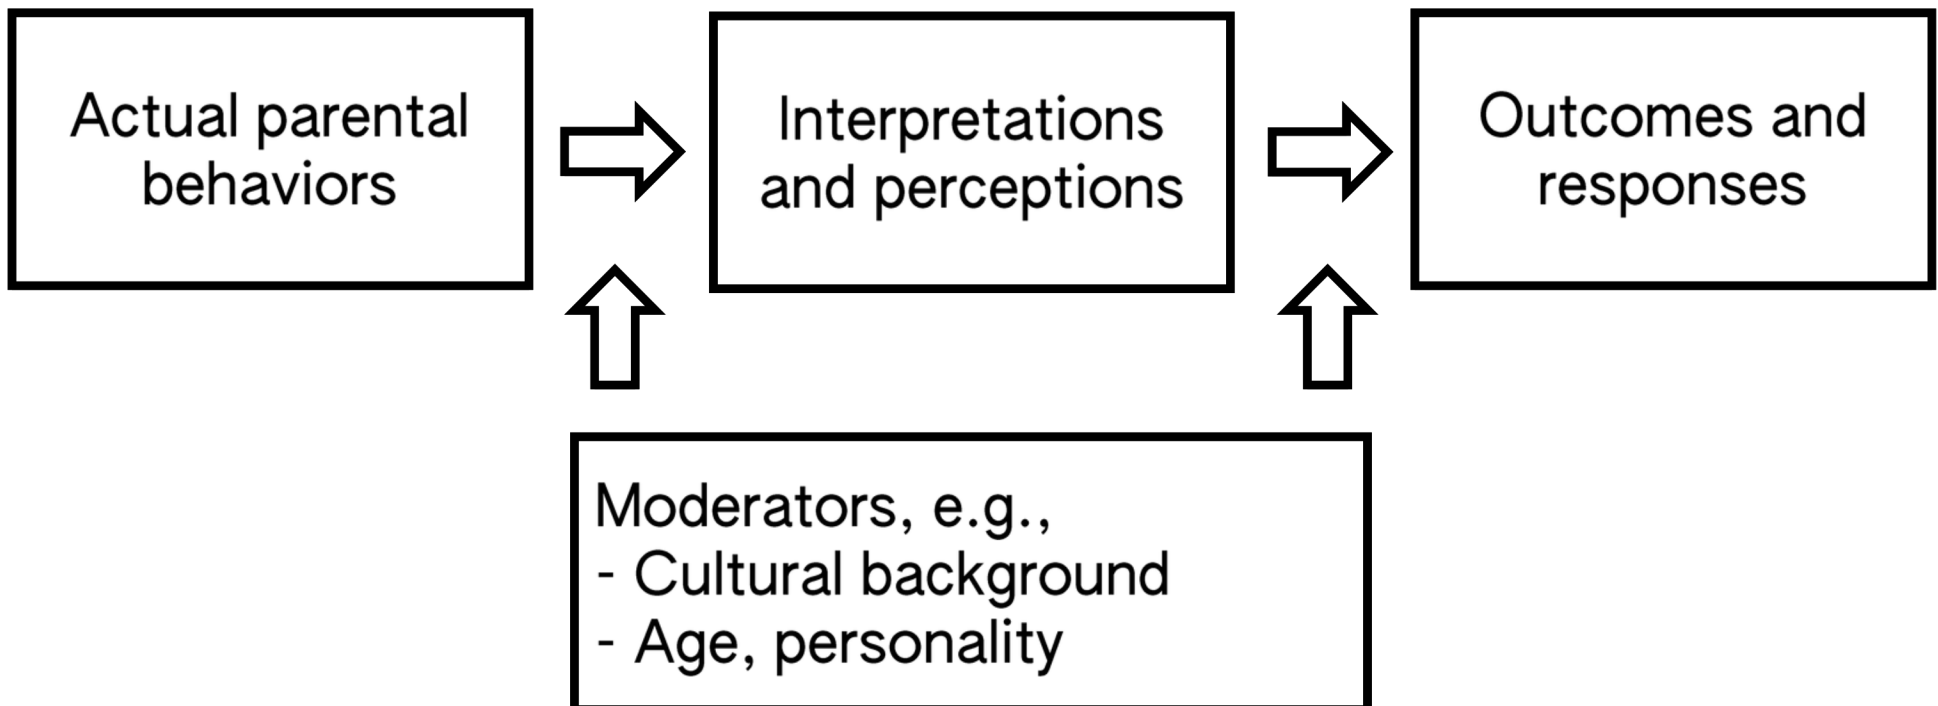 Actual parental
behaviors
Interpretations
and perceptions
Outcomes and
responses
Moderators, e.g.,
- Cultural background
- Age, personality